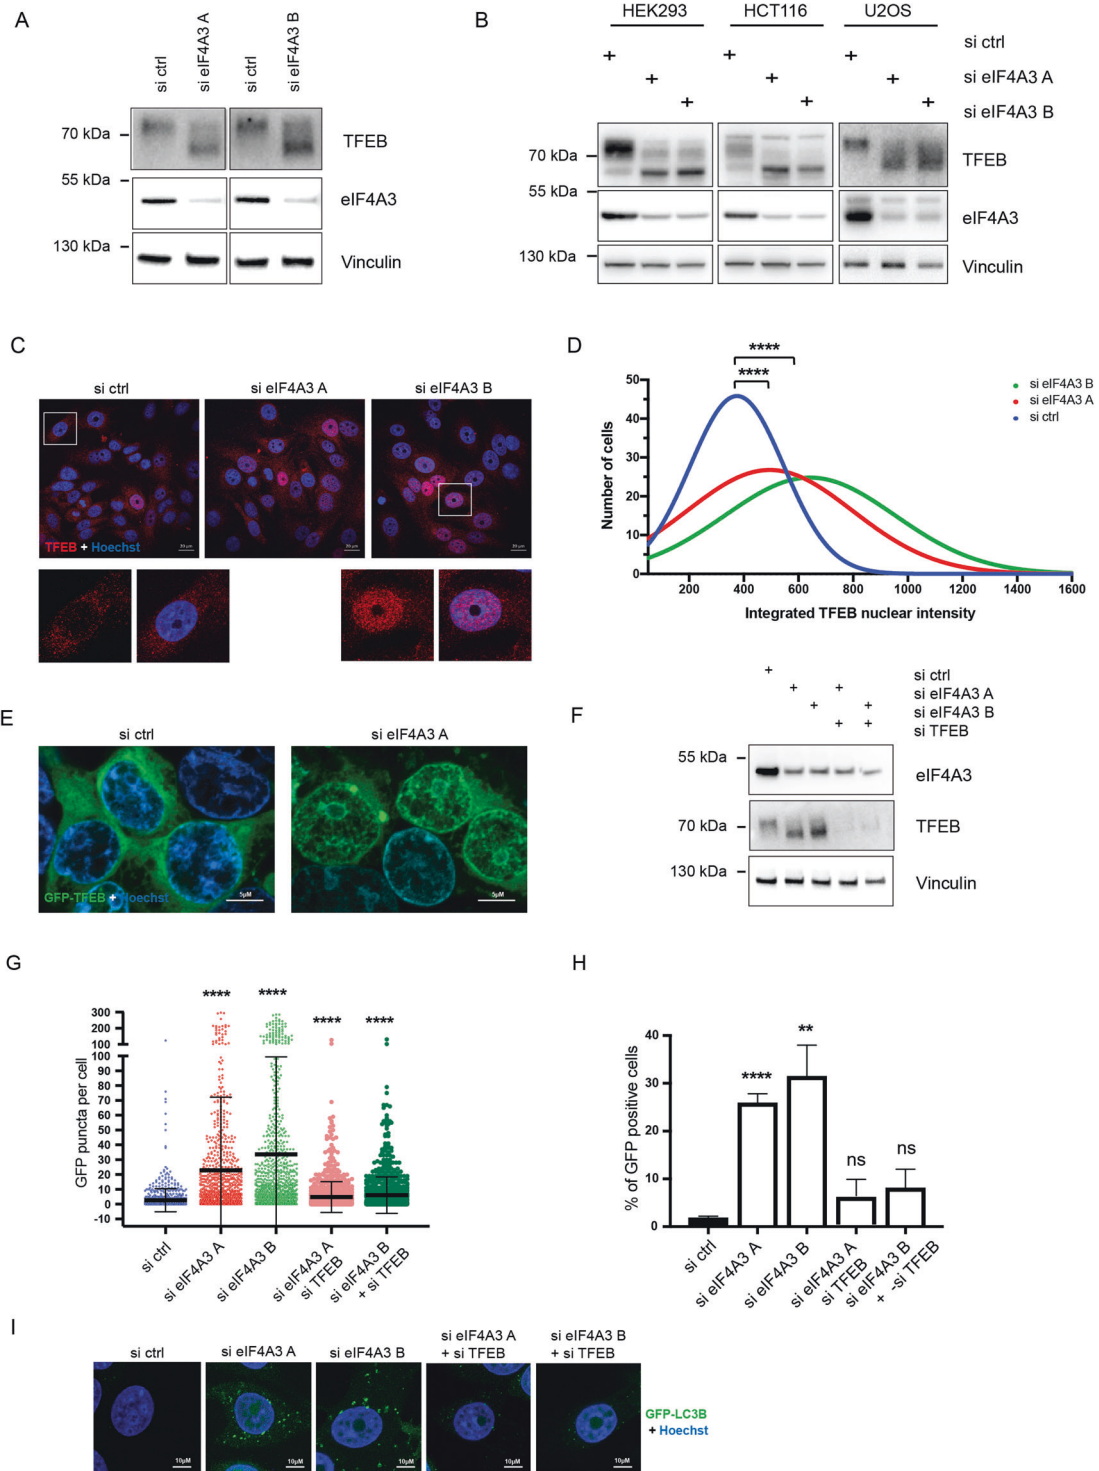 A
si ctrl
si eIF4A3 A
si ctrl
si eIF4A3 B
70 kDa
TFEB
55 kDa
eIF4A3
130 kDa
Vinculin
B
HEK293 HCT116 U2OS
+ + + si ctrl
+ + + si eIF4A3 A
+ + + si eIF4A3 B
70 kDa
TFEB
55 kDa
eIF4A3
130 kDa
Vinculin
C
si ctrl si eIF4A3 A si eIF4A3 B
TFEB + Hoechst
D
****
****
50
40
30
20
10
0
Number of cells
200 400 600 800 1000 1200 1400 1600
Integrated TFEB nuclear intensity
si eIF4A3 B
si eIF4A3 A
si ctrl
E
si ctrl si eIF4A3 A
GFP-TFEB + Hoechst
5μM 5μM
F
+ si ctrl
+ + si eIF4A3 A
+ + si eIF4A3 B
+ + si TFEB
55 kDa
eIF4A3
70 kDa
TFEB
130 kDa
Vinculin
G
**** **** **** ****
300
200
100
100
90
80
70
60
50
40
30
20
10
0
-10
GFP puncta per cell
si ctrl
si eIF4A3 A
si eIF4A3 B
si eIF4A3 A
si TFEB
si eIF4A3 B
+ si TFEB
H
**** ** ns ns
40
30
20
10
0
% of GFP positive cells
si ctrl
si eIF4A3 A
si eIF4A3 B
si eIF4A3 A
si TFEB
si eIF4A3 B
+ -si TFEB
I
si ctrl
si eIF4A3 A
si eIF4A3 B
si eIF4A3 A
+ si TFEB
si eIF4A3 B
+ si TFEB
10μM 10μM 10μM 10μM 10μM
GFP-LC3B
+ Hoechst